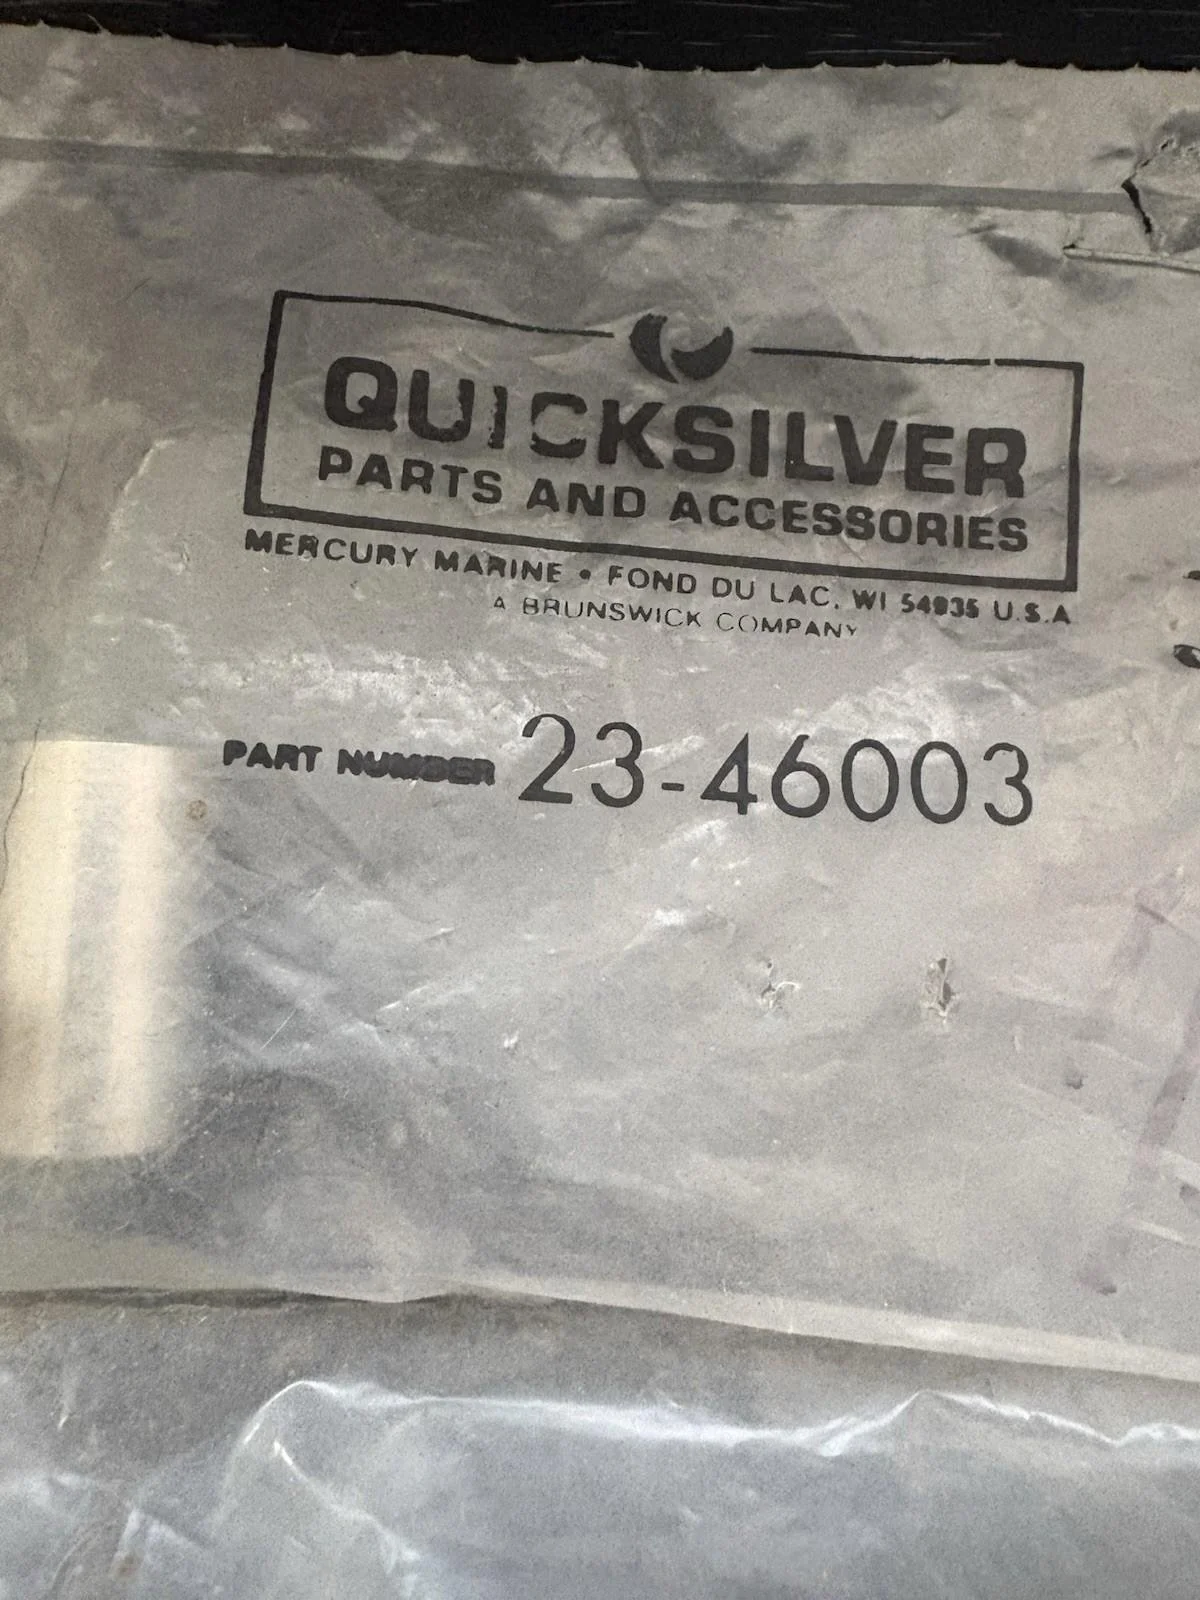 QUICKSILVER
PARTS AND ACCESSORIES
MERCURY MARINE • FOND DU LAC, WI 54935 U.S.A
A BRUNSWICK COMPANY
PART NUMBER 23-46003